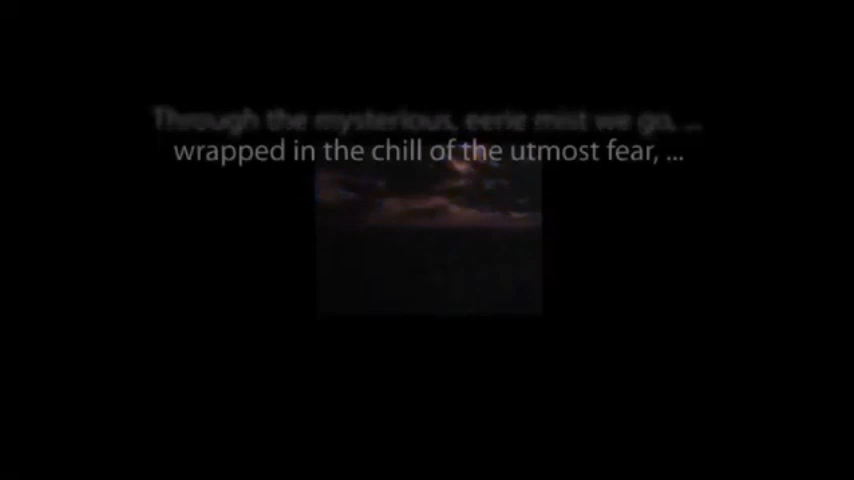 Through the mysterious, eerie mist we go, ...
wrapped in the chill of the utmost fear, ...